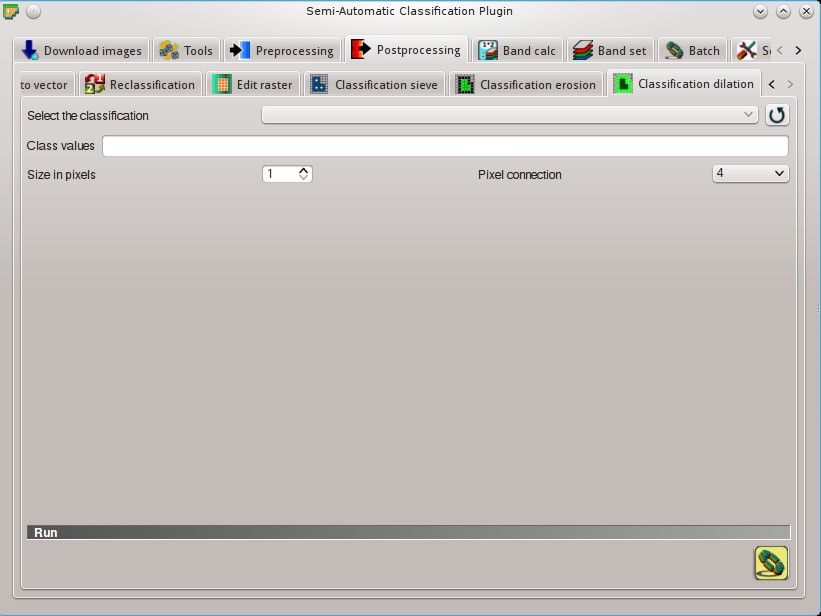 Semi-Automatic Classification Plugin
Download images Tools Preprocessing Postprocessing Band calc Band set Batch
to vector Reclassification Edit raster Classification sieve Classification erosion Classification dilation
Select the classification
Class values
Size in pixels 1 Pixel connection 4
Run